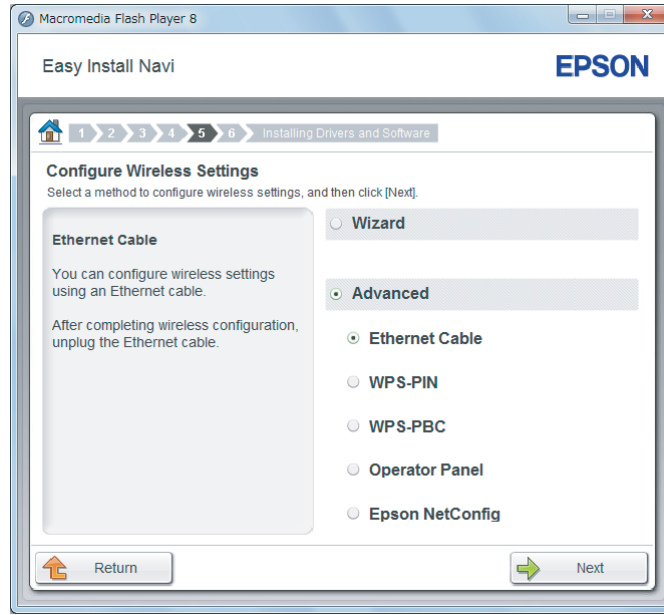 Macromedia Flash Player 8
Easy Install Navi
EPSON
1 2 3 4 5 6 Installing Drivers and Software
Configure Wireless Settings
Select a method to configure wireless settings, and then click [Next].
Ethernet Cable
You can configure wireless settings
using an Ethernet cable.
After completing wireless configuration,
unplug the Ethernet cable.
Wizard
Advanced
Ethernet Cable
WPS-PIN
WPS-PBC
Operator Panel
Epson NetConfig
Return
Next